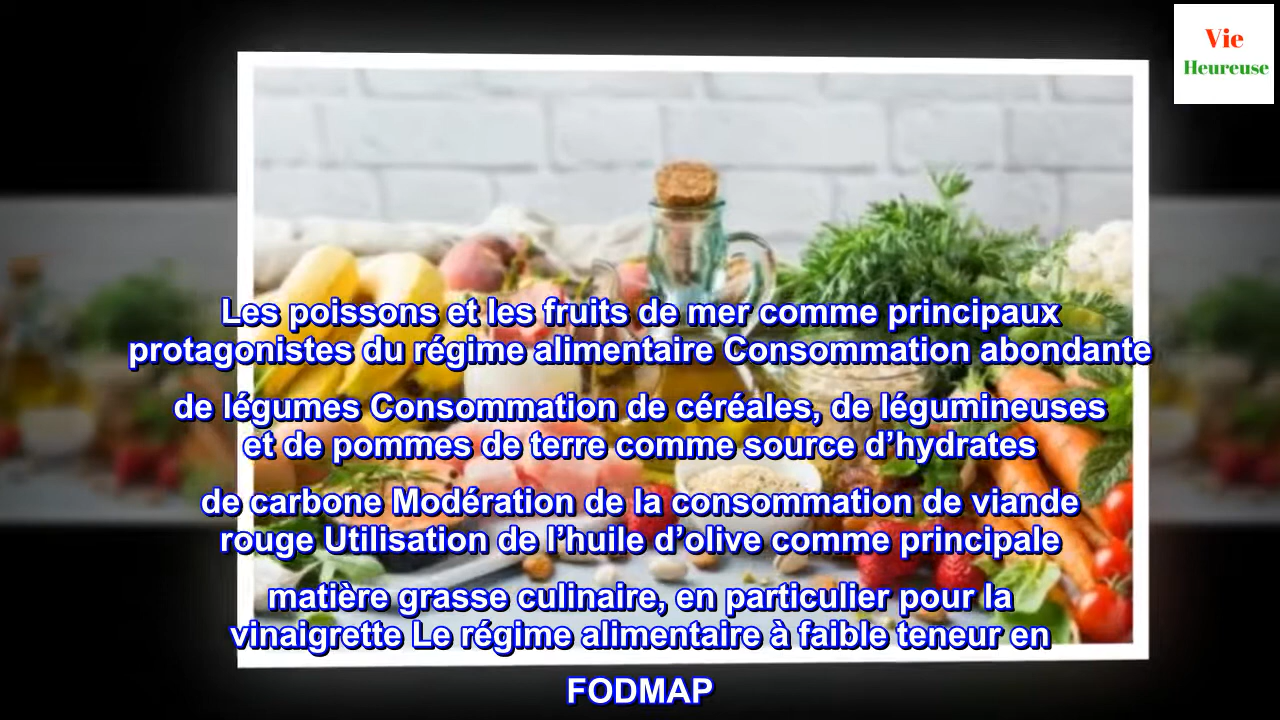 Vie
Heureuse
Les poissons et les fruits de mer comme principaux
protagonistes du régime alimentaire Consommation abondante
de légumes Consommation de céréales, de légumineuses
et de pommes de terre comme source d’hydrates
de carbone Modération de la consommation de viande
rouge Utilisation de l’huile d’olive comme principale
matière grasse culinaire, en particulier pour la
vinaigrette Le régime alimentaire à faible teneur en
FODMAP